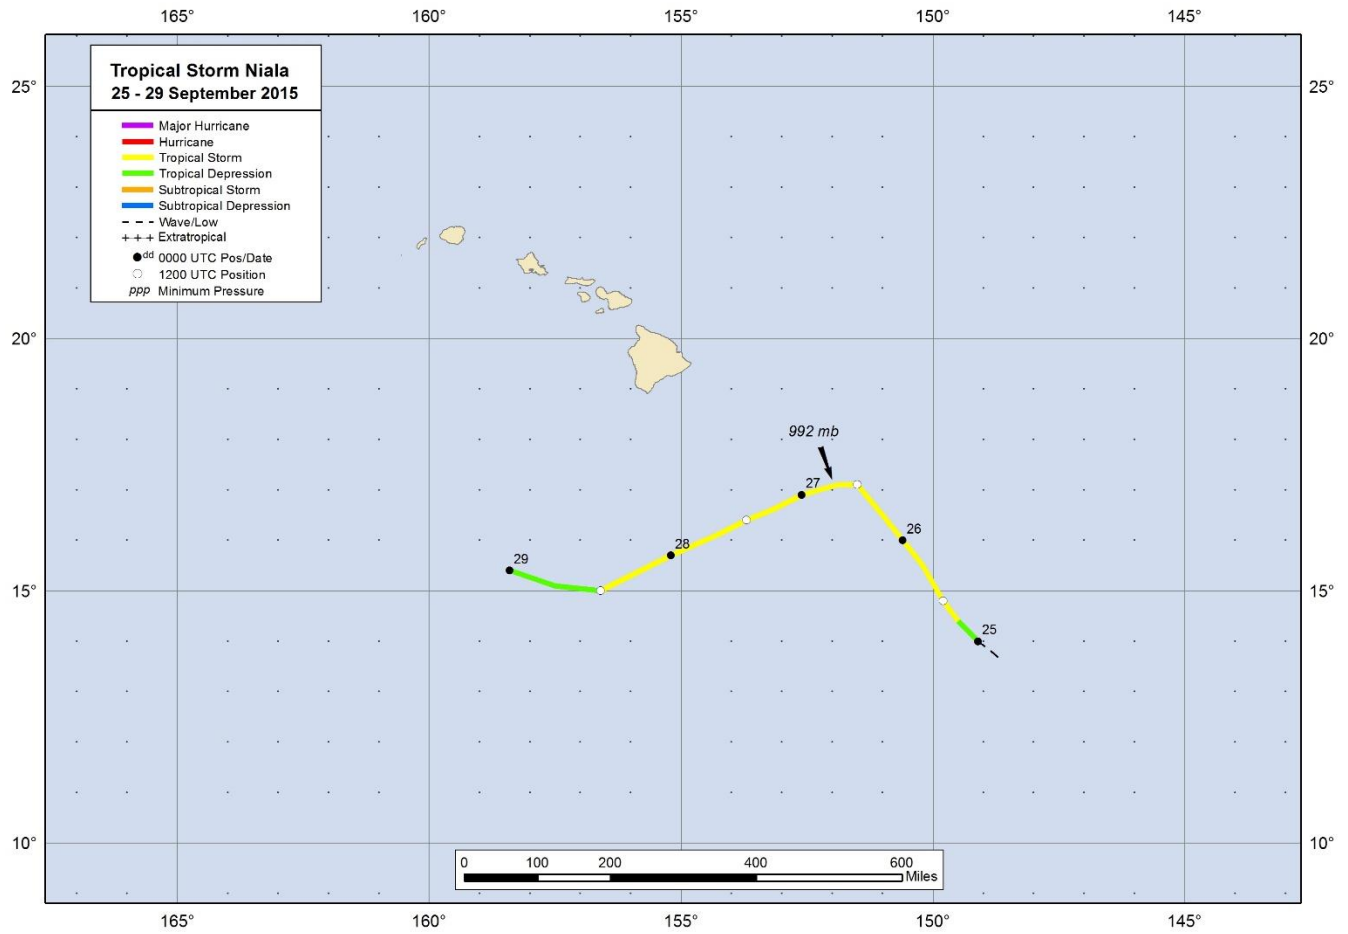 165° 160° 155° 150° 145°
Tropical Storm Niala
25 - 29 September 2015
Major Hurricane
Hurricane
Tropical Storm
Tropical Depression
Subtropical Storm
Subtropical Depression
Wave/Low
+++ Extratropical
dd 0000 UTC Pos/Date
1200 UTC Position
ppp Minimum Pressure
25° 25°
20° 20°
992 mb
27
26
28
29
15° 15°
25
10° 10°
0 100 200 400 600
Miles
165° 160° 155° 150° 145°